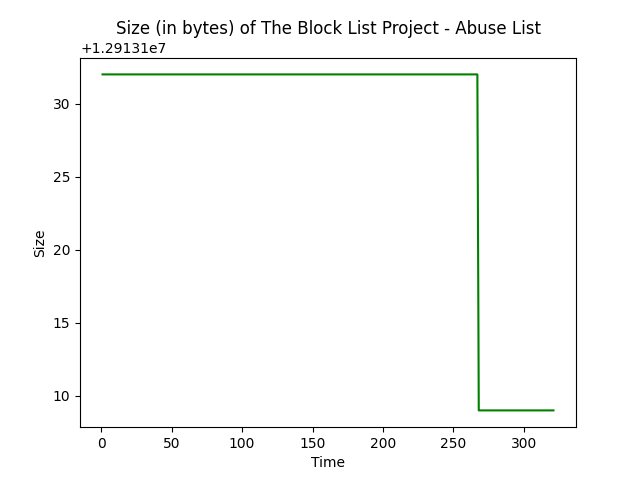 Size (in bytes) of The Block List Project - Abuse List
+1.29131e7
30
25
20
15
10
Size
0 50 100 150 200 250 300
Time